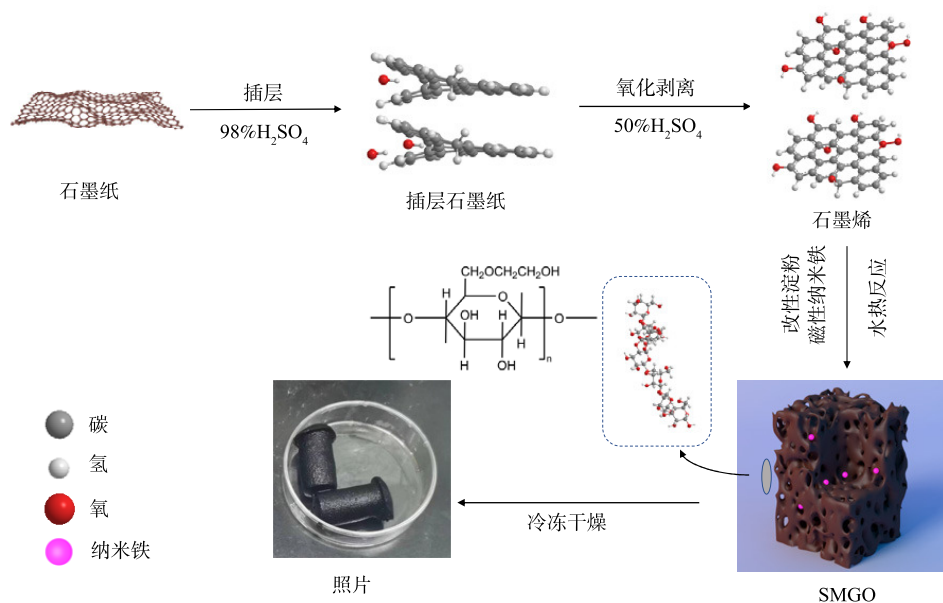 插层
98%H₂SO₄
氧化剥离
50%H₂SO₄
石墨纸
插层石墨纸
石墨烯
改性淀粉
磁性纳米铁
水热反应
CH₂OCH₂CH₂OH
H
O
H
O
OH
H
O
H
H
OH
n
碳
氢
氧
纳米铁
冷冻干燥
照片
SMGO